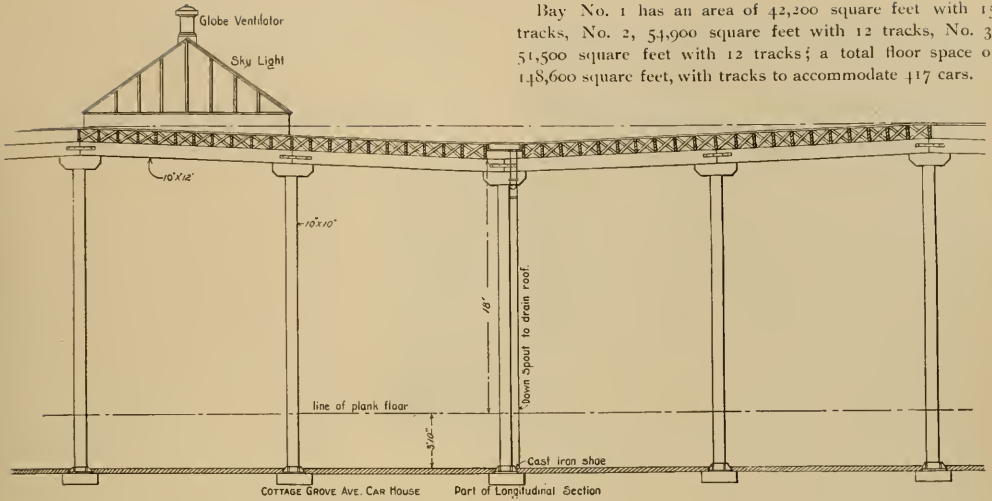 Bay No. 1 has an area of 42,200 square feet with 15
tracks, No. 2, 54,900 square feet with 12 tracks, No. 3
51,500 square feet with 12 tracks; a total floor space o
148,600 square feet, with tracks to accommodate 417 cars.
Globe Ventilator
Sky Light
10"x12"
10"x10"
18'
Down Spout to drain roof.
line of plank floor
5'10"
Cast iron shoe
COTTAGE GROVE AVE. CAR HOUSE Part of Longitudinal Section